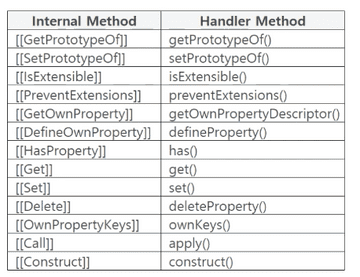 Internal Method Handler Method
[[GetPrototypeOf]] getPrototypeOf()
[[SetPrototypeOf]] setPrototypeOf()
[[IsExtensible]] isExtensible()
[[PreventExtensions]] preventExtensions()
[[GetOwnProperty]] getOwnPropertyDescriptor()
[[DefineOwnProperty]] defineProperty()
[[HasProperty]] has()
[[Get]] get()
[[Set]] set()
[[Delete]] deleteProperty()
[[OwnPropertyKeys]] ownKeys()
[[Call]] apply()
[[Construct]] construct()